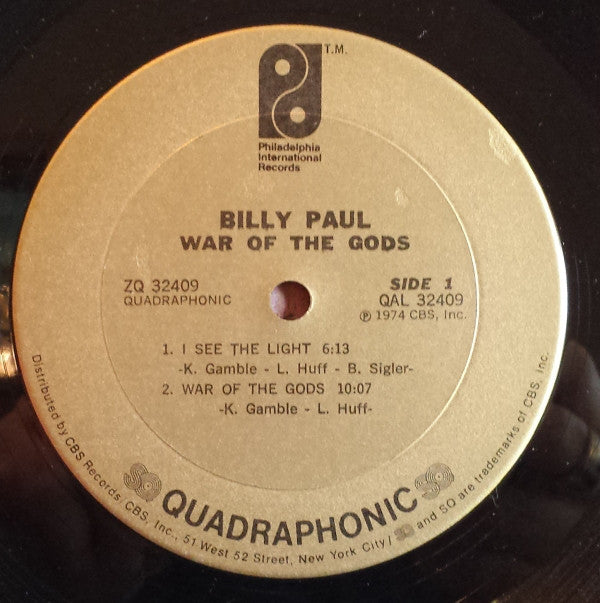 T.M.
Philadelphia
International
Records
BILLY PAUL
WAR OF THE GODS
ZQ 32409
QUADRAPHONIC
SIDE 1
QAL 32409
℗ 1974 CBS, Inc.
1. I SEE THE LIGHT 6:13
-K. Gamble - L. Huff - B. Sigler-
2. WAR OF THE GODS 10:07
-K. Gamble - L. Huff-
SQ QUADRAPHONIC SQ
Distributed by CBS Records/CBS, Inc., 51 West 52 Street, New York City/ SQ and SQ are trademarks of CBS, Inc.